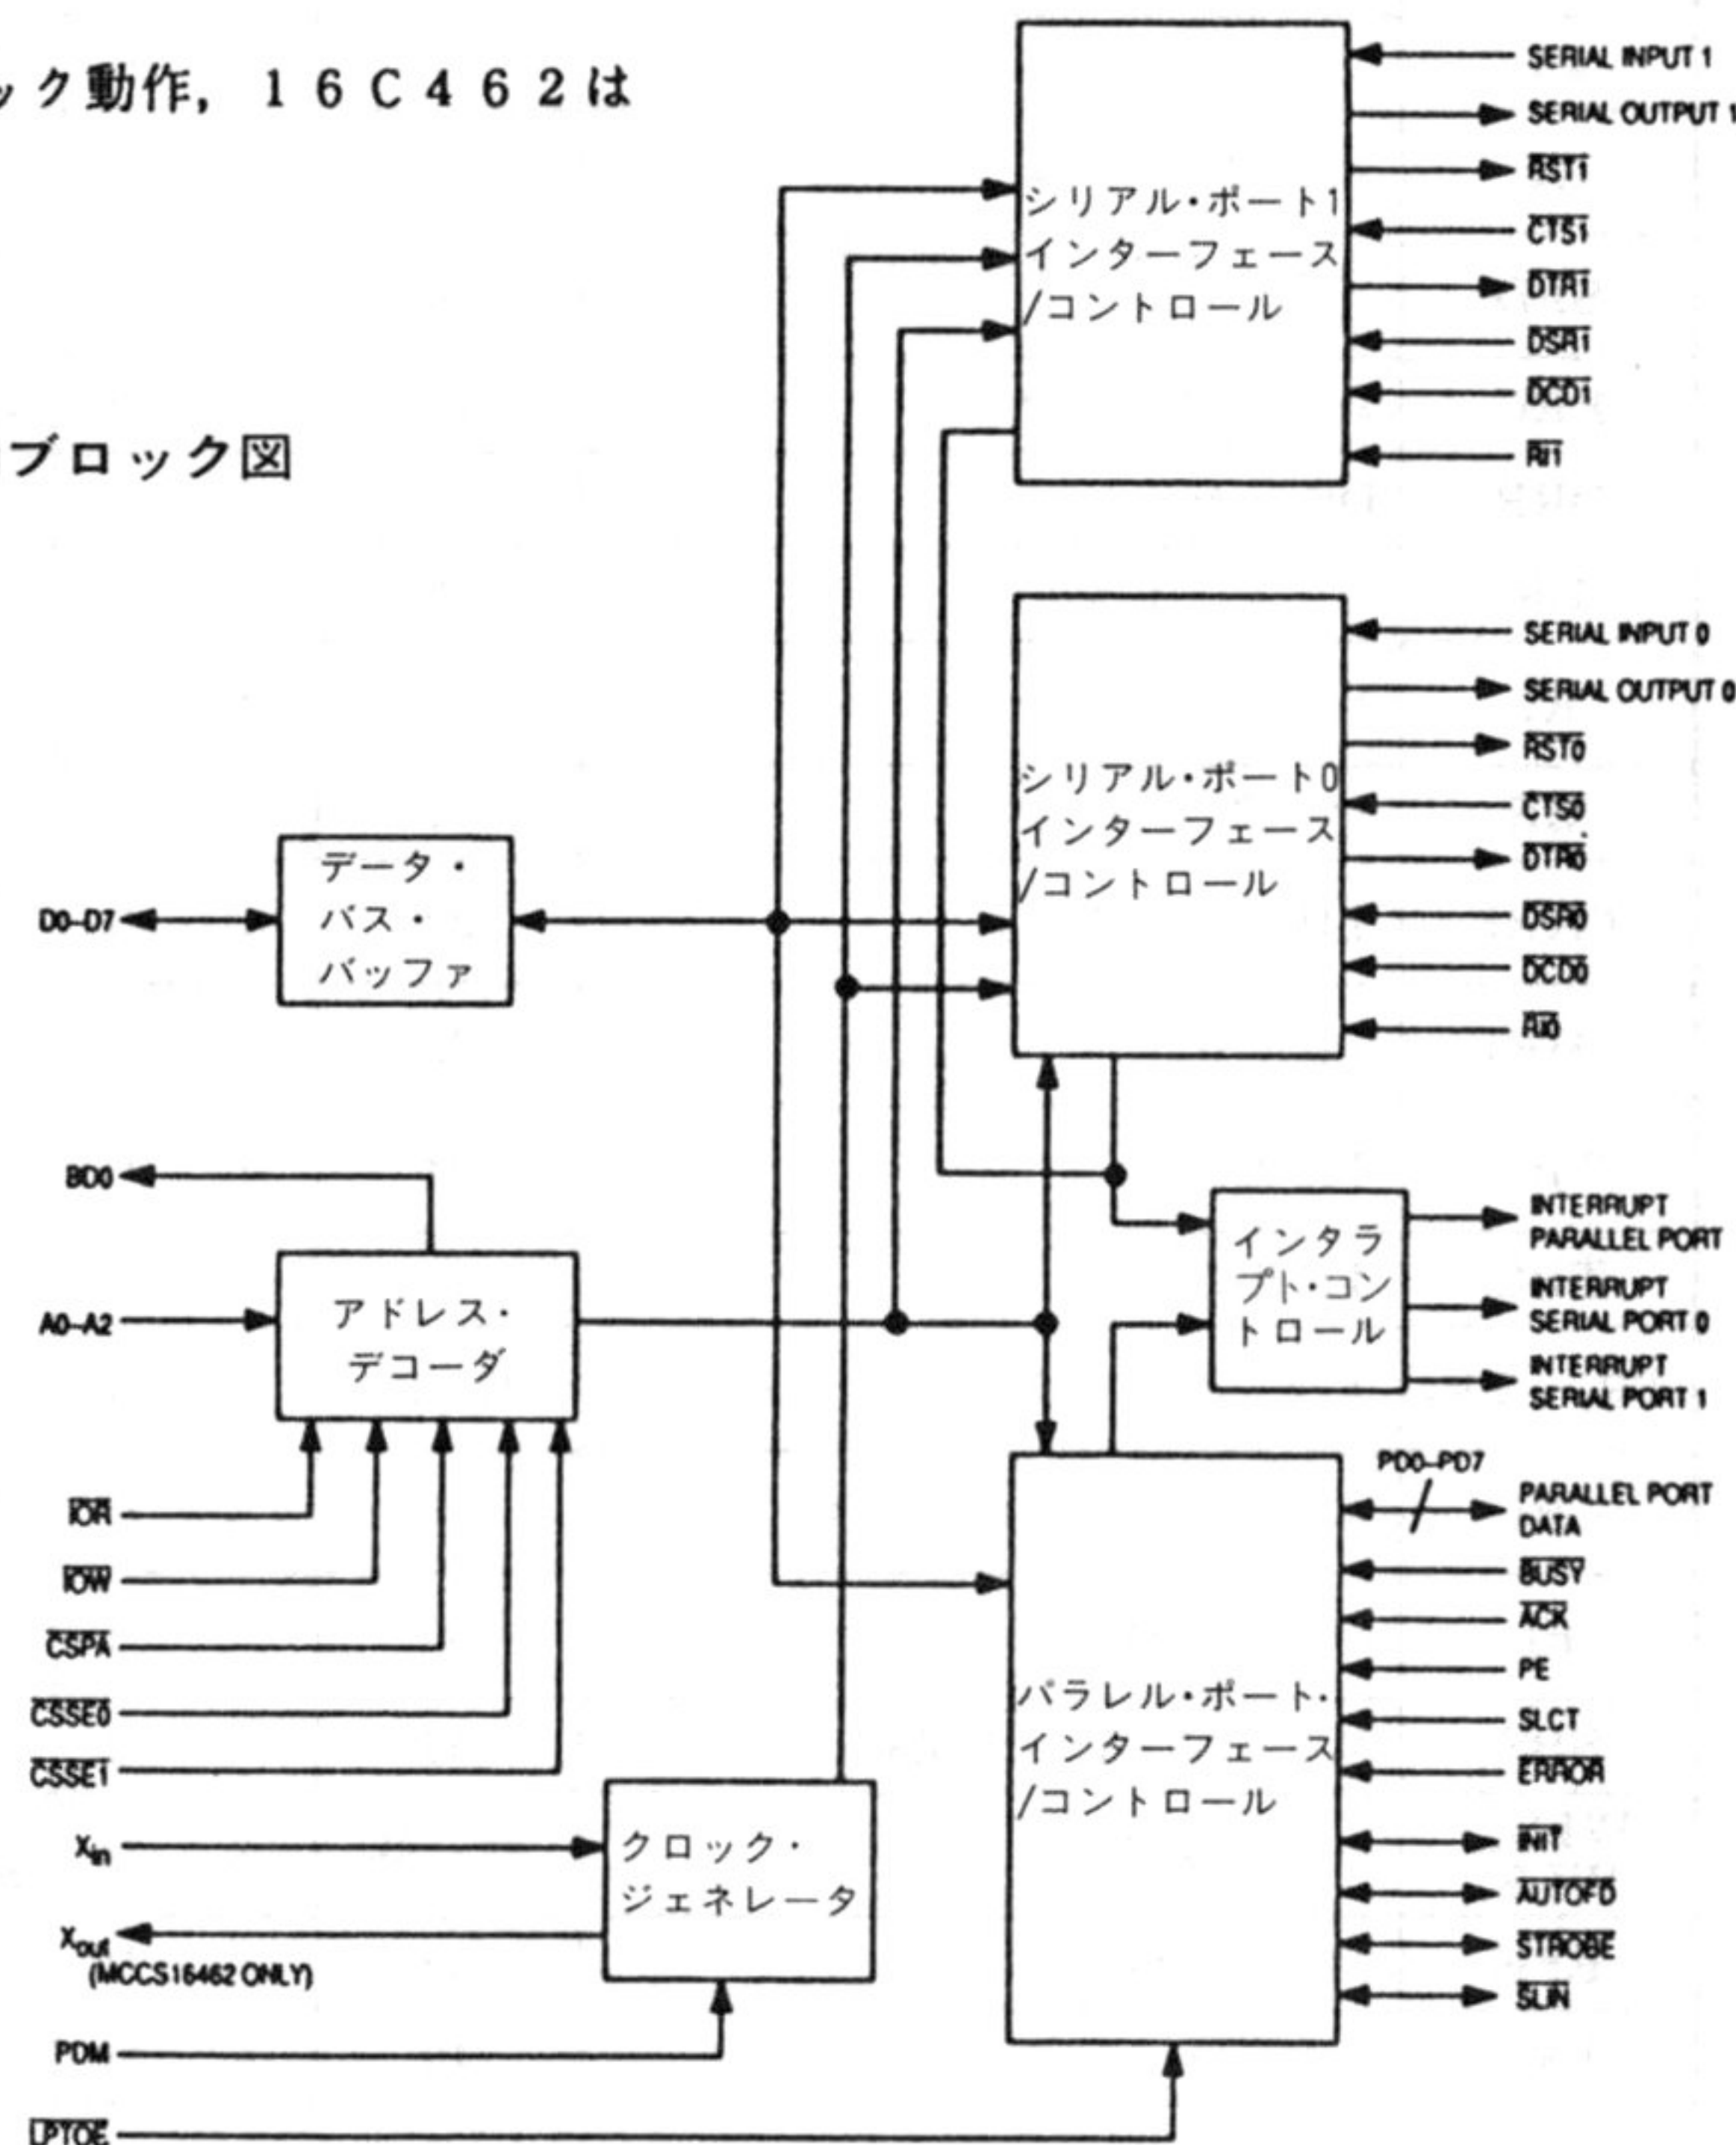 ック動作，１６Ｃ４６２は
ブロック図
シリアル・ポート1
インターフェース
/コントロール
SERIAL INPUT 1
SERIAL OUTPUT 1
RST1
CTS1
DTR1
DSR1
DCD1
RI1
シリアル・ポート0
インターフェース
/コントロール
SERIAL INPUT 0
SERIAL OUTPUT 0
RST0
CTS0
DTR0
DSR0
DCD0
RI0
D0–D7
データ・
バス・
バッファ
BD0
A0–A2
アドレス・
デコーダ
IOR
IOW
CSPA
CSSE0
CSSE1
インタラ
プト・コン
トロール
INTERRUPT
PARALLEL PORT
INTERRUPT
SERIAL PORT 0
INTERRUPT
SERIAL PORT 1
Xin
Xout
(MCCS16462 ONLY)
クロック・
ジェネレータ
PDM
LPTOE
パラレル・ポート・
インターフェース
/コントロール
PD0–PD7
PARALLEL PORT
DATA
BUSY
ACK
PE
SLCT
ERROR
INIT
AUTOFD
STROBE
SLIN